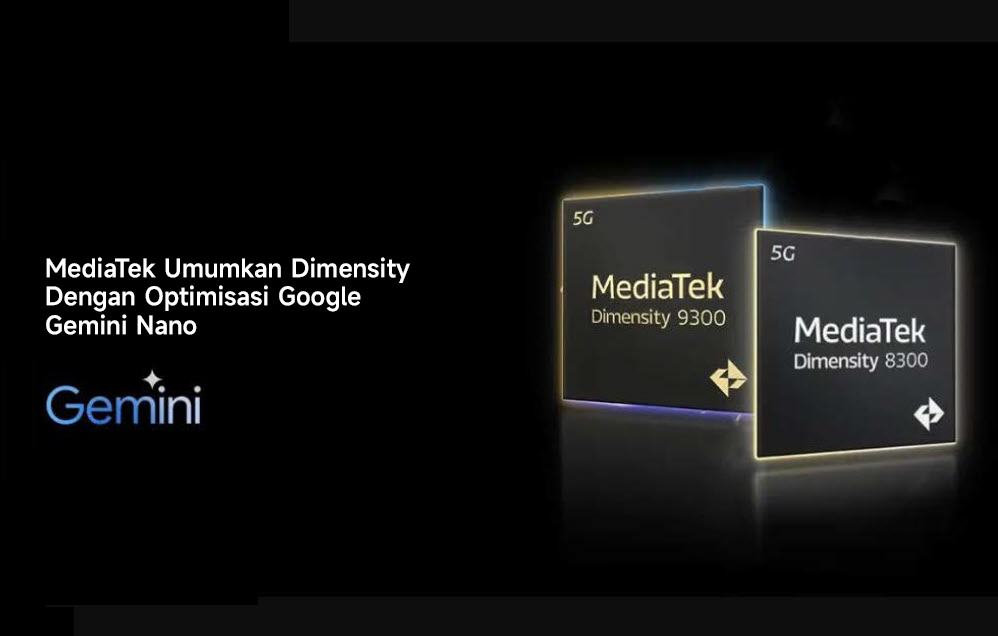 MediaTek Umumkan Dimensity
Dengan Optimisasi Google
Gemini Nano
Gemini
5G
MediaTek
Dimensity 9300
5G
MediaTek
Dimensity 8300